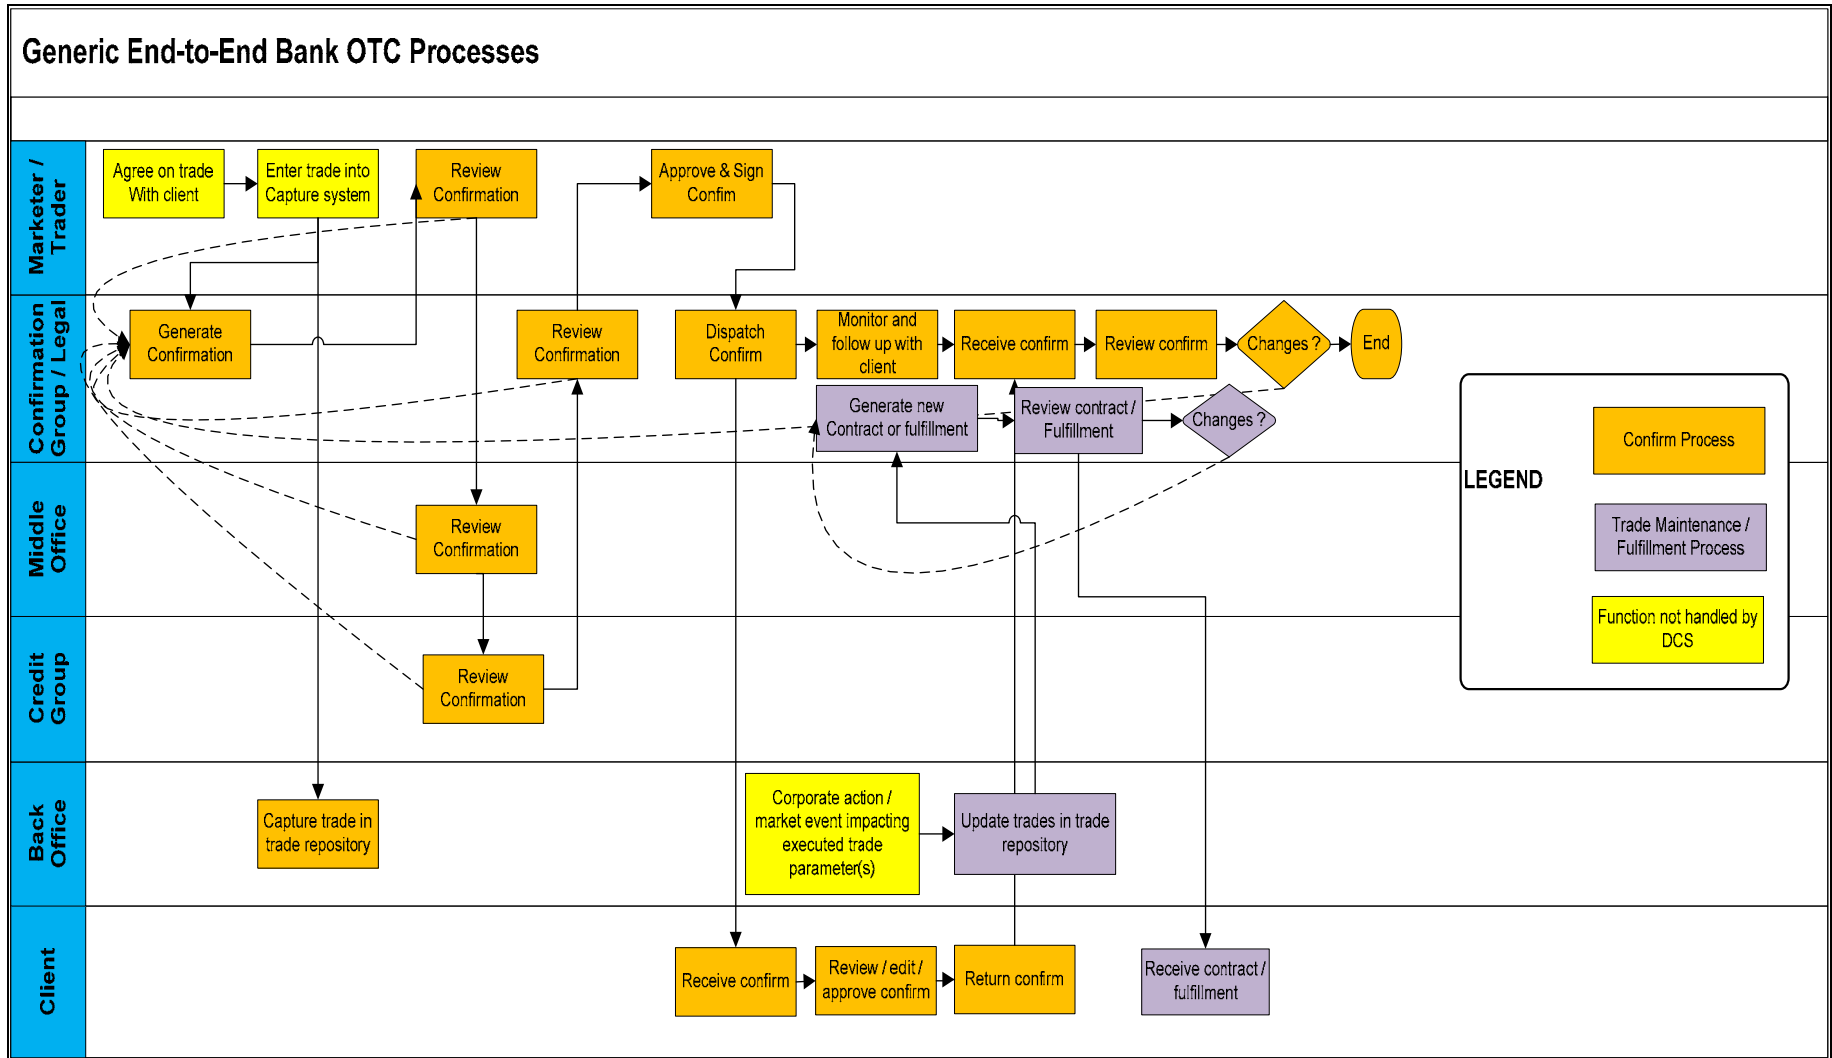 Generic End-to-End Bank OTC Processes
Marketer /
Trader
Agree on trade
With client
Enter trade into
Capture system
Review
Confirmation
Approve & Sign
Confim
Confirmation
Group / Legal
Generate
Confirmation
Review
Confirmation
Dispatch
Confirm
Monitor and
follow up with
client
Receive confirm
Review confirm
Changes ?
End
Generate new
Contract or fulfillment
Review contract /
Fulfillment
Changes ?
Middle
Office
Review
Confirmation
Credit
Group
Review
Confirmation
Back
Office
Capture trade in
trade repository
Corporate action /
market event impacting
executed trade
parameter(s)
Update trades in trade
repository
Client
Receive confirm
Review / edit /
approve confirm
Return confirm
Receive contract /
fulfillment
LEGEND
Confirm Process
Trade Maintenance /
Fulfillment Process
Function not handled by
DCS